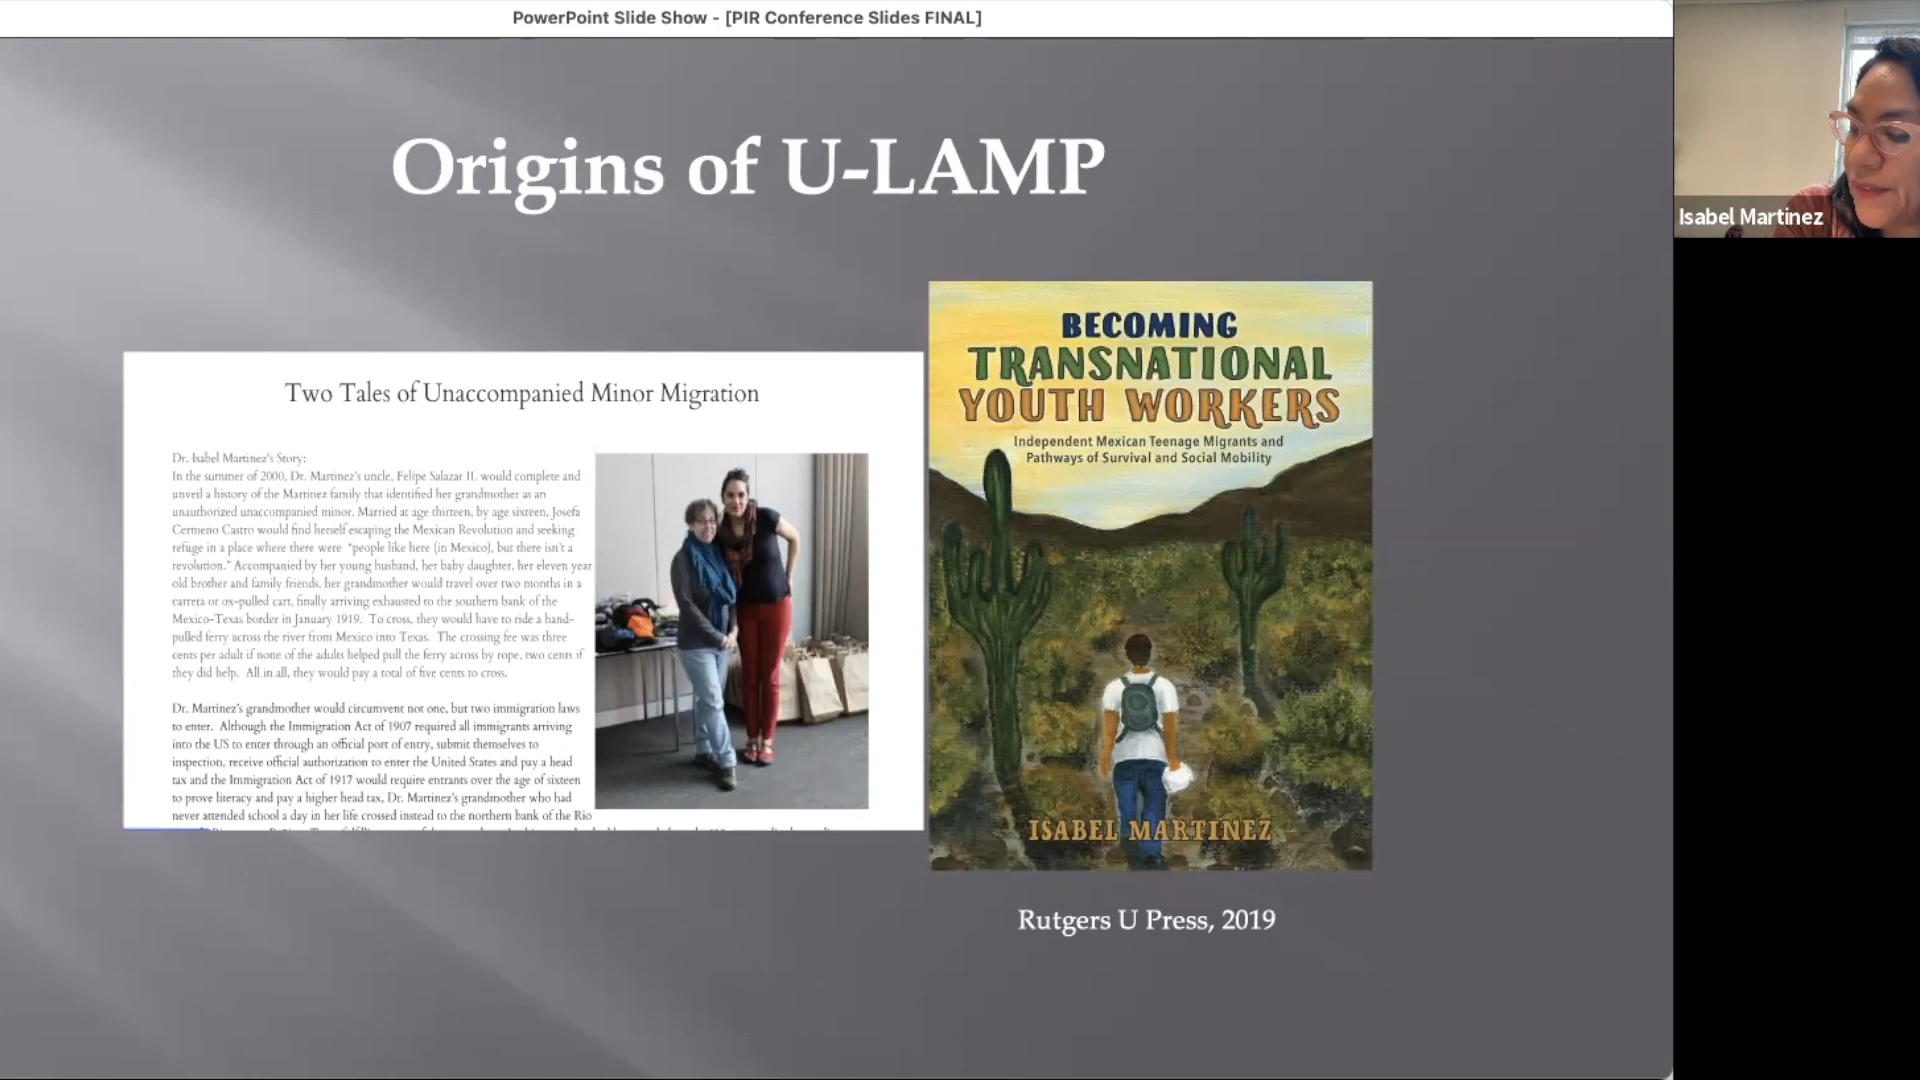 PowerPoint Slide Show - [PIR Conference Slides FINAL]
Origins of U-LAMP
Two Tales of Unaccompanied Minor Migration
Dr. Isabel Martinez's Story:
In the summer of 2000, Dr. Martinez's uncle, Felipe Salazar II, would complete and
unveil a history of the Martinez family that identified her grandmother as an
unauthorized unaccompanied minor. Married at age thirteen, by age sixteen, Josefa
Cermeno Castro would find herself escaping the Mexican Revolution and seeking
refuge in a place where there were "people like here (in Mexico), but there isn't a
revolution." Accompanied by her young husband, her baby daughter, her eleven year
old brother and family friends, her grandmother would travel over two months in a
carreta or ox-pulled cart, finally arriving exhausted to the southern bank of the
Mexico-Texas border in January 1919. To cross, they would have to ride a hand-
pulled ferry across the river from Mexico into Texas. The crossing fee was three
cents per adult if none of the adults helped pull the ferry across by rope, two cents if
they did help. All in all, they would pay a total of five cents to cross.
Dr. Martinez's grandmother would circumvent not one, but two immigration laws
to enter. Although the Immigration Act of 1907 required all immigrants arriving
into the US to enter through an official port of entry, submit themselves to
inspection, receive official authorization to enter the United States and pay a head
tax and the Immigration Act of 1917 would require entrants over the age of sixteen
to prove literacy and pay a higher head tax, Dr. Martinez's grandmother who had
never attended school a day in her life crossed instead to the northern bank of the Rio
BECOMING
TRANSNATIONAL
YOUTH WORKERS
Independent Mexican Teenage Migrants and
Pathways of Survival and Social Mobility
ISABEL MARTINEZ
Rutgers U Press, 2019
Isabel Martinez